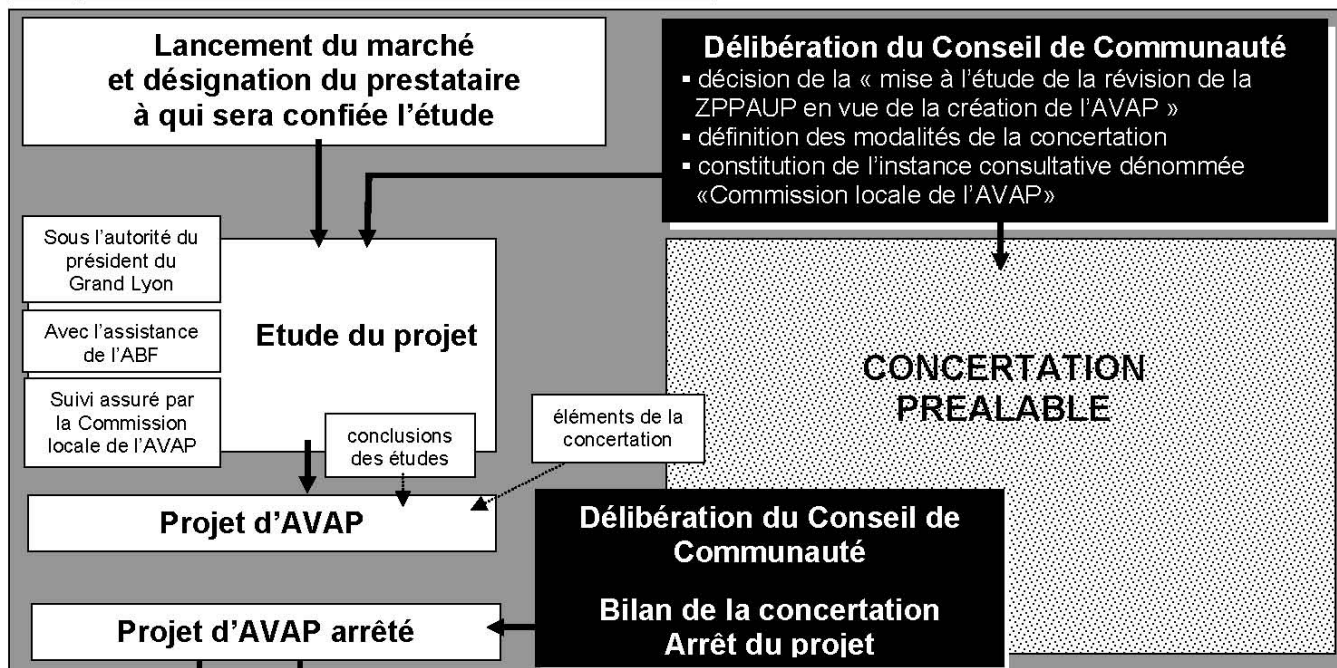 Lancement du marché
et désignation du prestataire
à qui sera confiée l'étude
Délibération du Conseil de Communauté
▪ décision de la « mise à l'étude de la révision de la
ZPPAUP en vue de la création de l'AVAP »
▪ définition des modalités de la concertation
▪ constitution de l'instance consultative dénommée
«Commission locale de l'AVAP»
Sous l'autorité du
président du
Grand Lyon
Avec l'assistance
de l'ABF
Suivi assuré par
la Commission
locale de l'AVAP
Etude du projet
conclusions
des études
éléments de la
concertation
CONCERTATION
PREALABLE
Projet d'AVAP
Délibération du Conseil de
Communauté
Bilan de la concertation
Arrêt du projet
Projet d'AVAP arrêté